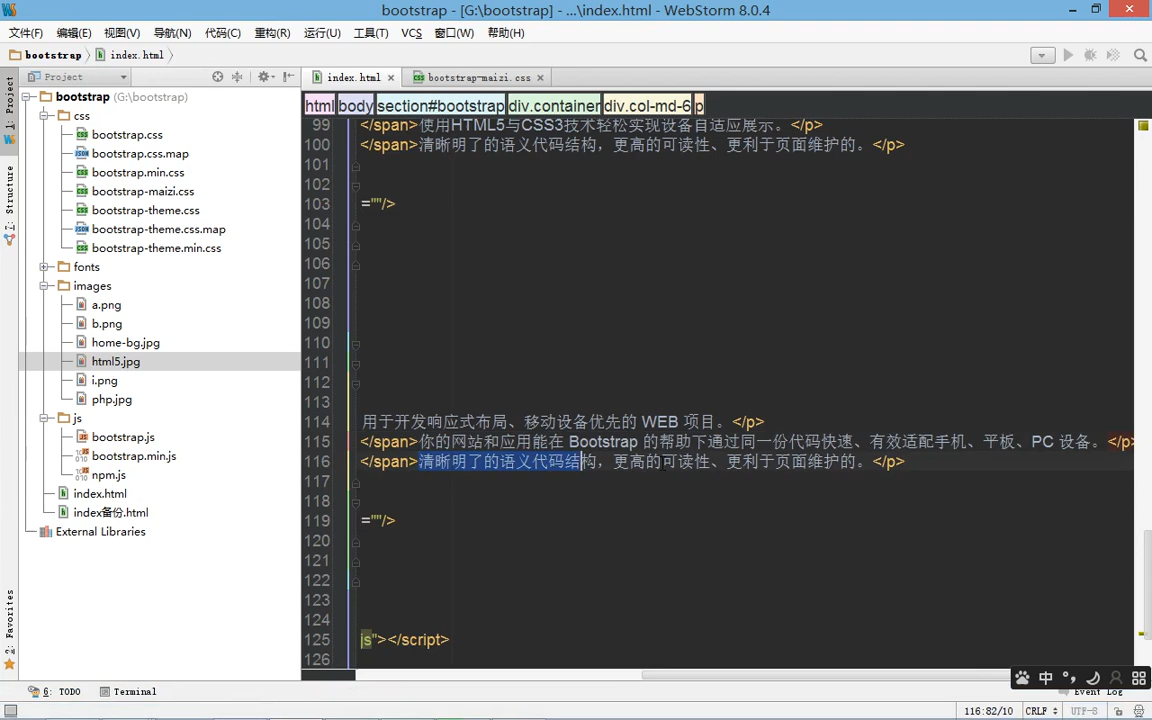 bootstrap - [G:\bootstrap] - ...\index.html - WebStorm 8.0.4
文件(F) 编辑(E) 视图(V) 导航(N) 代码(C) 重构(R) 运行(U) 工具(T) VCS 窗口(W) 帮助(H)
bootstrap index.html
Project
index.html
bootstrap-maizi.css
1: Project
7: Structure
2: Favorites
bootstrap (G:\bootstrap)
css
bootstrap.css
bootstrap.css.map
bootstrap.min.css
bootstrap-maizi.css
bootstrap-theme.css
bootstrap-theme.css.map
bootstrap-theme.min.css
fonts
images
a.png
b.png
home-bg.jpg
html5.jpg
i.png
php.jpg
js
bootstrap.js
bootstrap.min.js
npm.js
index.html
index备份.html
External Libraries
html body section#bootstrap div.container div.col-md-6 p
99 </span>使用HTML5与CSS3技术轻松实现设备自适应展示。</p>
100 </span>清晰明了的语义代码结构，更高的可读性、更利于页面维护的。</p>
101
102
103 =""/>
104
105
106
107
108
109
110
111
112
113
114 用于开发响应式布局、移动设备优先的 WEB 项目。</p>
115 </span>你的网站和应用能在 Bootstrap 的帮助下通过同一份代码快速、有效适配手机、平板、PC 设备。</p>
116 </span>清晰明了的语义代码结构，更高的可读性、更利于页面维护的。</p>
117
118
119 =""/>
120
121
122
123
124
125 js"></script>
126
中
6: TODO Terminal Event Log
116:82/10 CRLF UTF-8